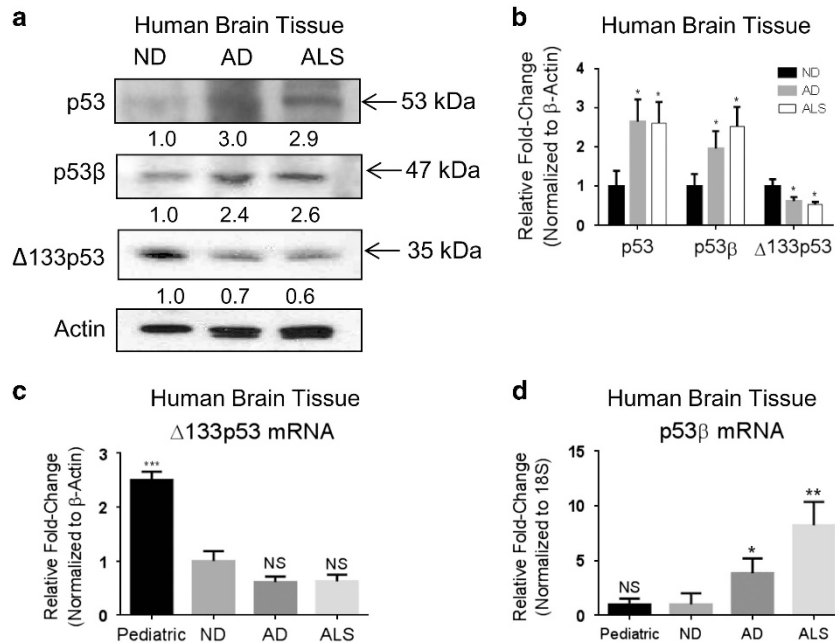 a
Human Brain Tissue
ND AD ALS
p53 53 kDa
1.0 3.0 2.9
p53β 47 kDa
1.0 2.4 2.6
Δ133p53 35 kDa
1.0 0.7 0.6
Actin
b
Human Brain Tissue
Relative Fold-Change
(Normalized to β-Actin)
4
3
2
1
0
* * * * * *
ND
AD
ALS
p53 p53β Δ133p53
c
Human Brain Tissue
Δ133p53 mRNA
Relative Fold-Change
(Normalized to β-Actin)
3
2
1
0
*** NS NS
Pediatric ND AD ALS
d
Human Brain Tissue
p53β mRNA
Relative Fold-Change
(Normalized to 18S)
15
10
5
0
NS * **
Pediatric ND AD ALS